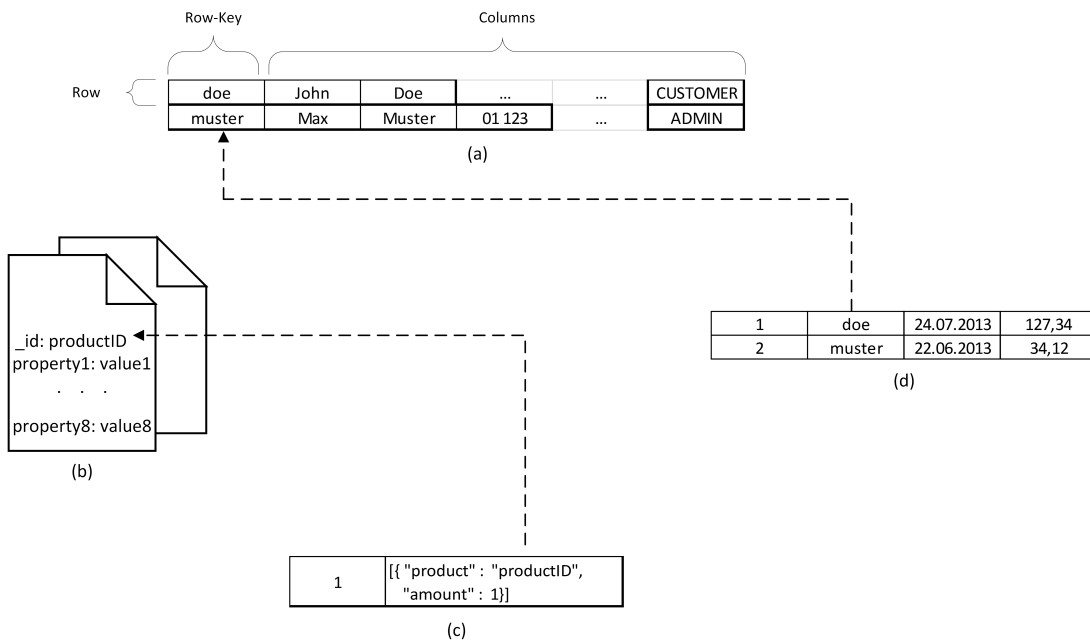 Row-Key Columns
Row
doe John Doe ... ... CUSTOMER
muster Max Muster 01 123 ... ADMIN
(a)
_id: productID
property1: value1
. . .
property8: value8
(b)
1 doe 24.07.2013 127,34
2 muster 22.06.2013 34,12
(d)
1 [{ "product" : "productID",
"amount" : 1}]
(c)